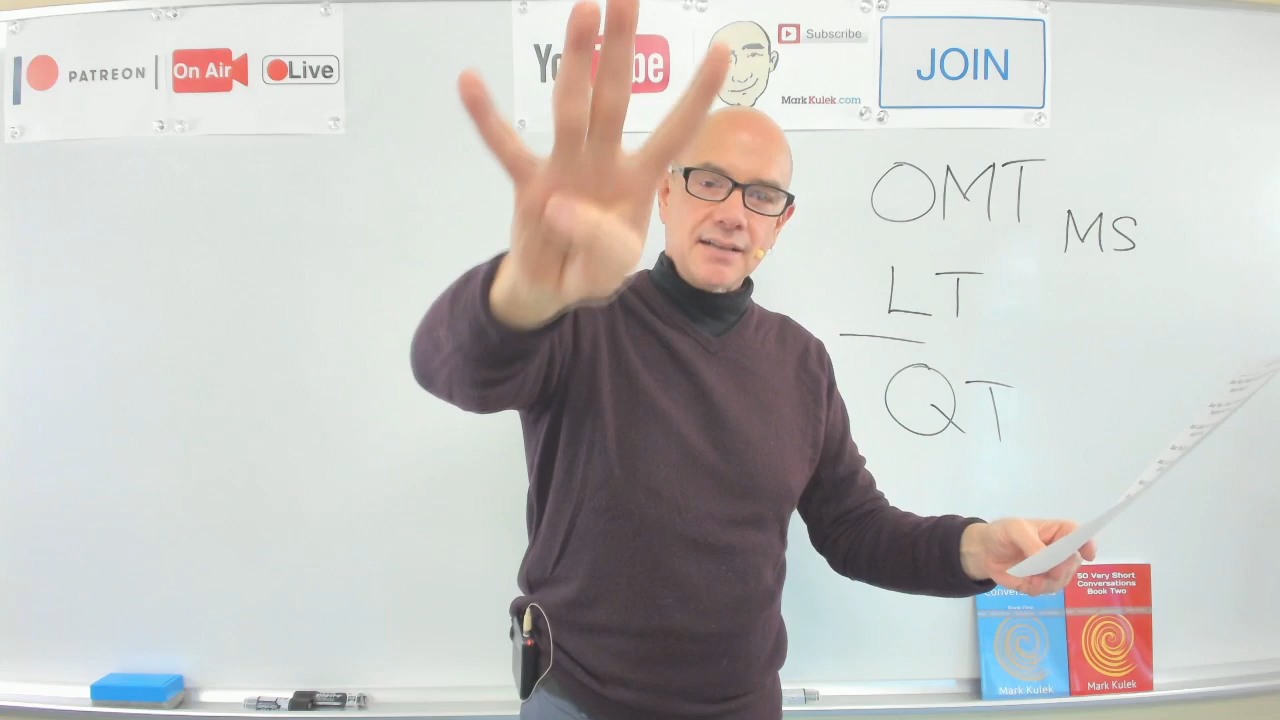 PATREON
On Air
Live
Subscribe
MarkKulek.com
JOIN
OMT
MS
LT
QT
50 Very Short
Conversations
Book Two
Mark Kulek
Mark Kulek